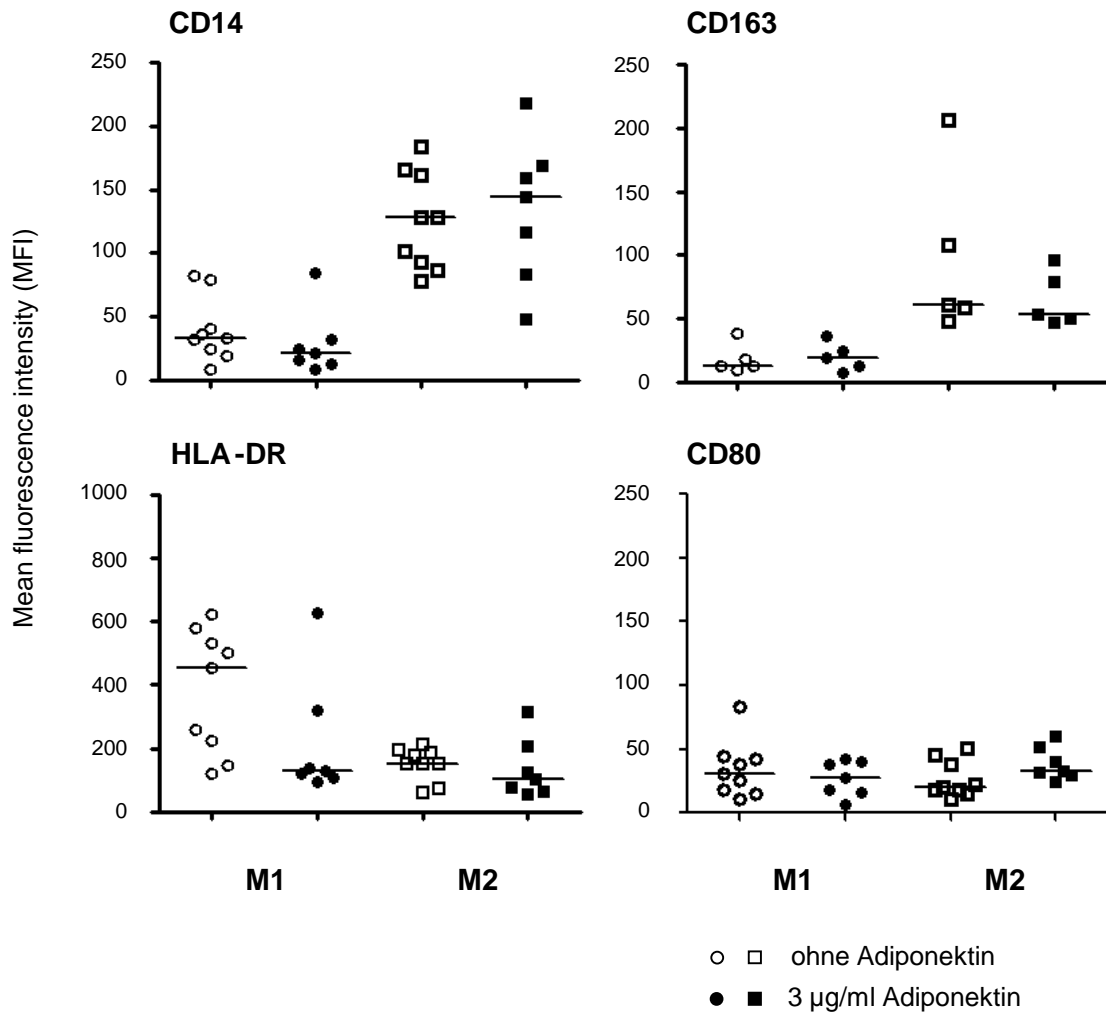 CD14
CD163
250
200
150
100
50
0
250
200
150
100
50
0
Mean fluorescence intensity (MFI)
HLA-DR
CD80
1000
800
600
400
200
0
250
200
150
100
50
0
M1
M2
M1
M2
ohne Adiponektin
3 µg/ml Adiponektin